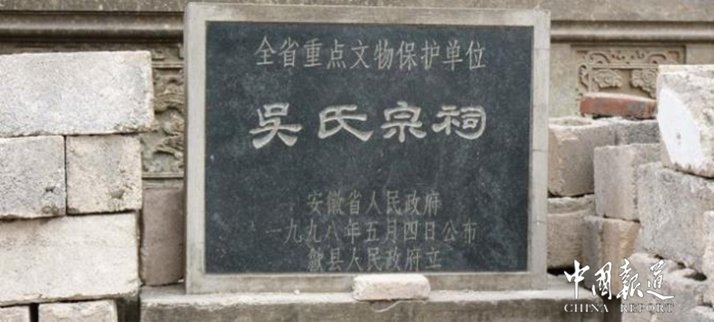 全省重点文物保护单位
吴氏宗祠
安徽省人民政府
一九九八年五月四日公布
歙县人民政府立
中国报道
CHINA REPORT